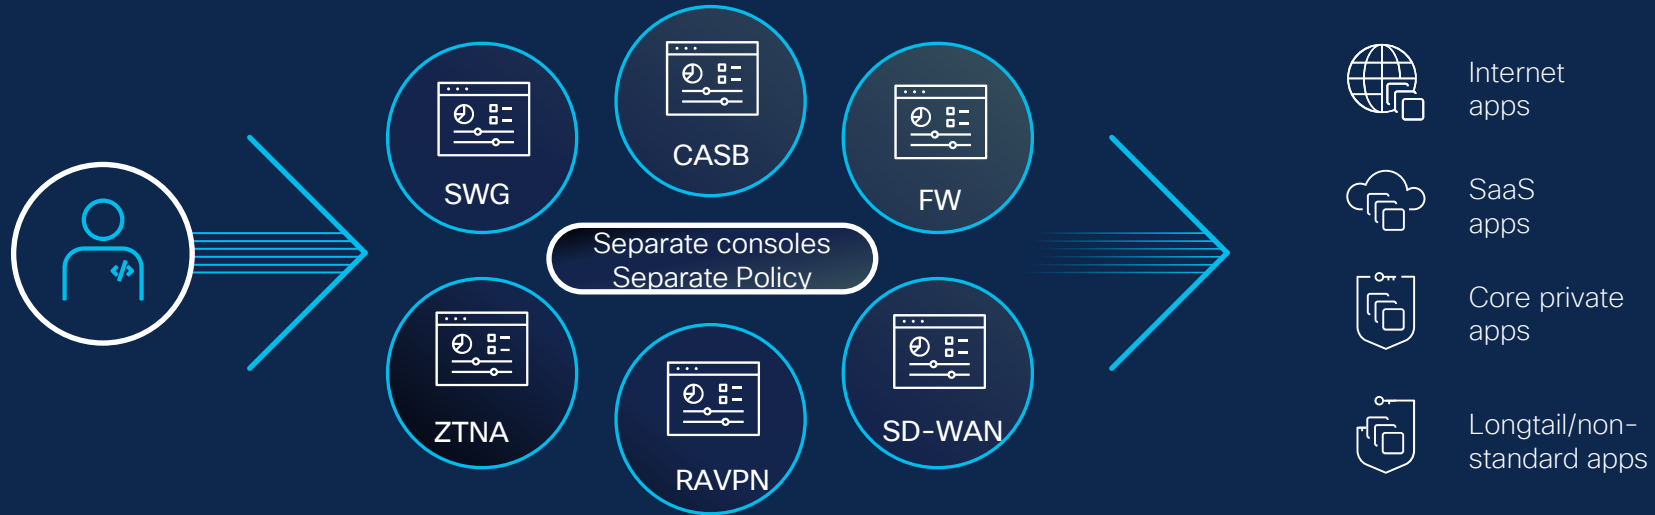 SWG
CASB
FW
Separate consoles
Separate Policy
ZTNA
RAVPN
SD-WAN
Internet
apps
SaaS
apps
Core private
apps
Longtail/non-
standard apps